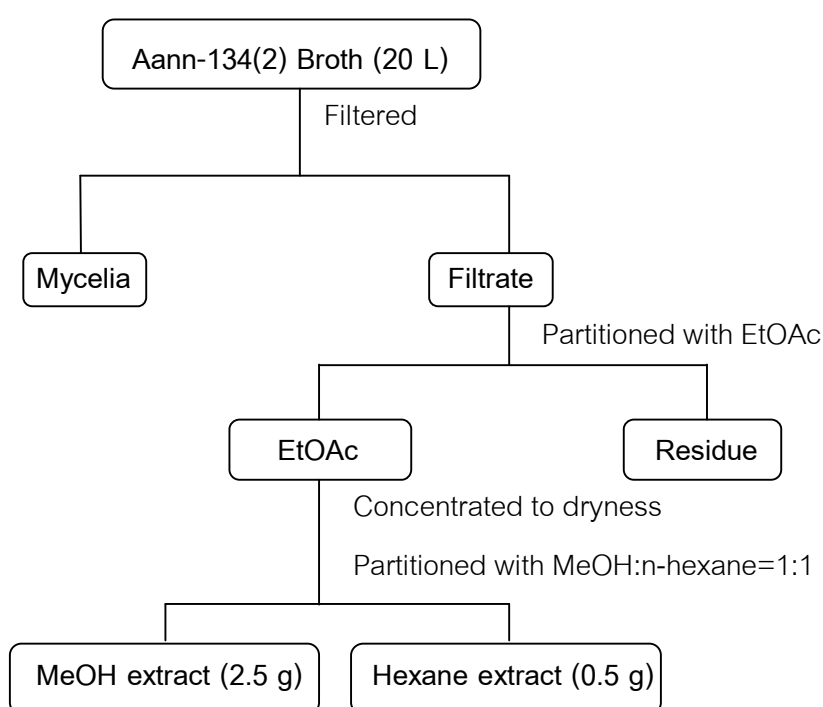 Aann-134(2) Broth (20 L)
Filtered
Mycelia
Filtrate
Partitioned with EtOAc
EtOAc
Residue
Concentrated to dryness
Partitioned with MeOH:n-hexane=1:1
MeOH extract (2.5 g)
Hexane extract (0.5 g)